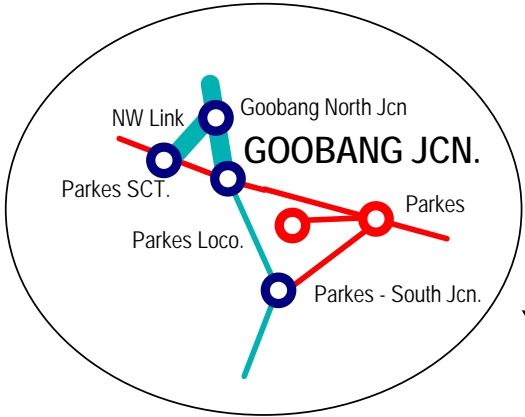 Goobang North Jcn
NW Link
GOOBANG JCN.
Parkes SCT.
Parkes
Parkes Loco.
Parkes - South Jcn.